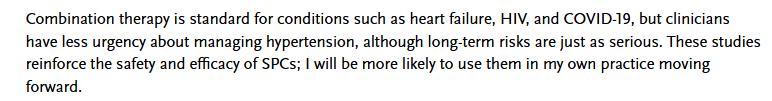 Combination therapy is standard for conditions such as heart failure, HIV, and COVID-19, but clinicians
have less urgency about managing hypertension, although long-term risks are just as serious. These studies
reinforce the safety and efficacy of SPCs; I will be more likely to use them in my own practice moving
forward.